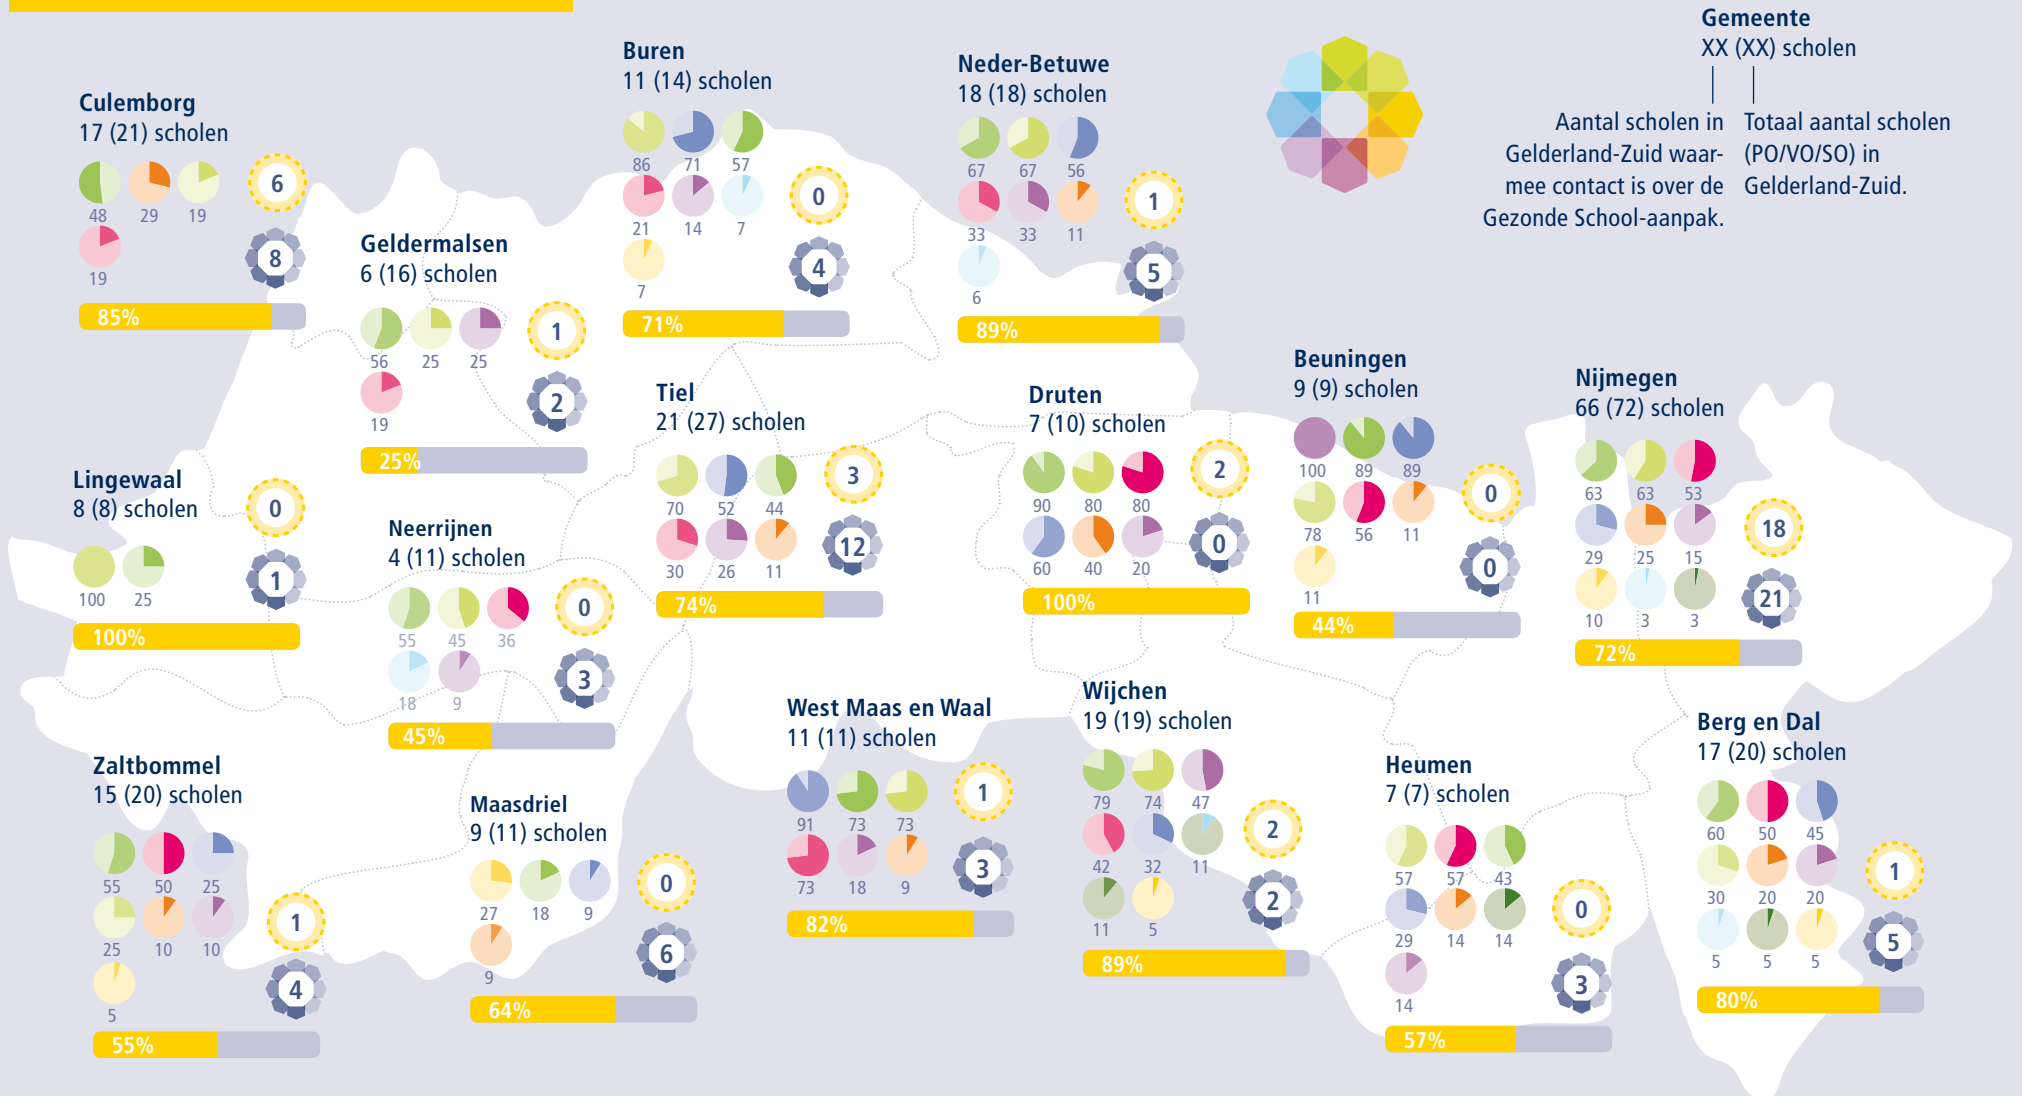 Gemeente
XX (XX) scholen
Aantal scholen in
Gelderland-Zuid waar-
mee contact is over de
Gezonde School-aanpak.
Totaal aantal scholen
(PO/VO/SO) in
Gelderland-Zuid.
Culemborg
17 (21) scholen
48 29 19
6
19
8
85%
Geldermalsen
6 (16) scholen
56 25 25
1
19
2
25%
Buren
11 (14) scholen
86 71 57
21 14 7
0
7
4
71%
Neder-Betuwe
18 (18) scholen
67 67 56
33 33 11
1
6
5
89%
Lingewaal
8 (8) scholen
0
100 25
1
100%
Neerrijnen
4 (11) scholen
55 45 36
0
18 9
3
45%
Tiel
21 (27) scholen
70 52 44
3
30 26 11
12
74%
Druten
7 (10) scholen
90 80 80
2
60 40 20
0
100%
Beuningen
9 (9) scholen
100 89 89
78 56 11
0
11
0
44%
Nijmegen
66 (72) scholen
63 63 53
29 25 15
18
10 3 3
21
72%
Zaltbommel
15 (20) scholen
55 50 25
25 10 10
1
5
4
55%
Maasdriel
9 (11) scholen
27 18 9
0
9
6
64%
West Maas en Waal
11 (11) scholen
91 73 73
1
73 18 9
3
82%
Wijchen
19 (19) scholen
79 74 47
42 32 11
2
11 5
2
89%
Heumen
7 (7) scholen
57 57 43
29 14 14
0
14
3
57%
Berg en Dal
17 (20) scholen
60 50 45
30 20 20
1
5 5 5
5
80%